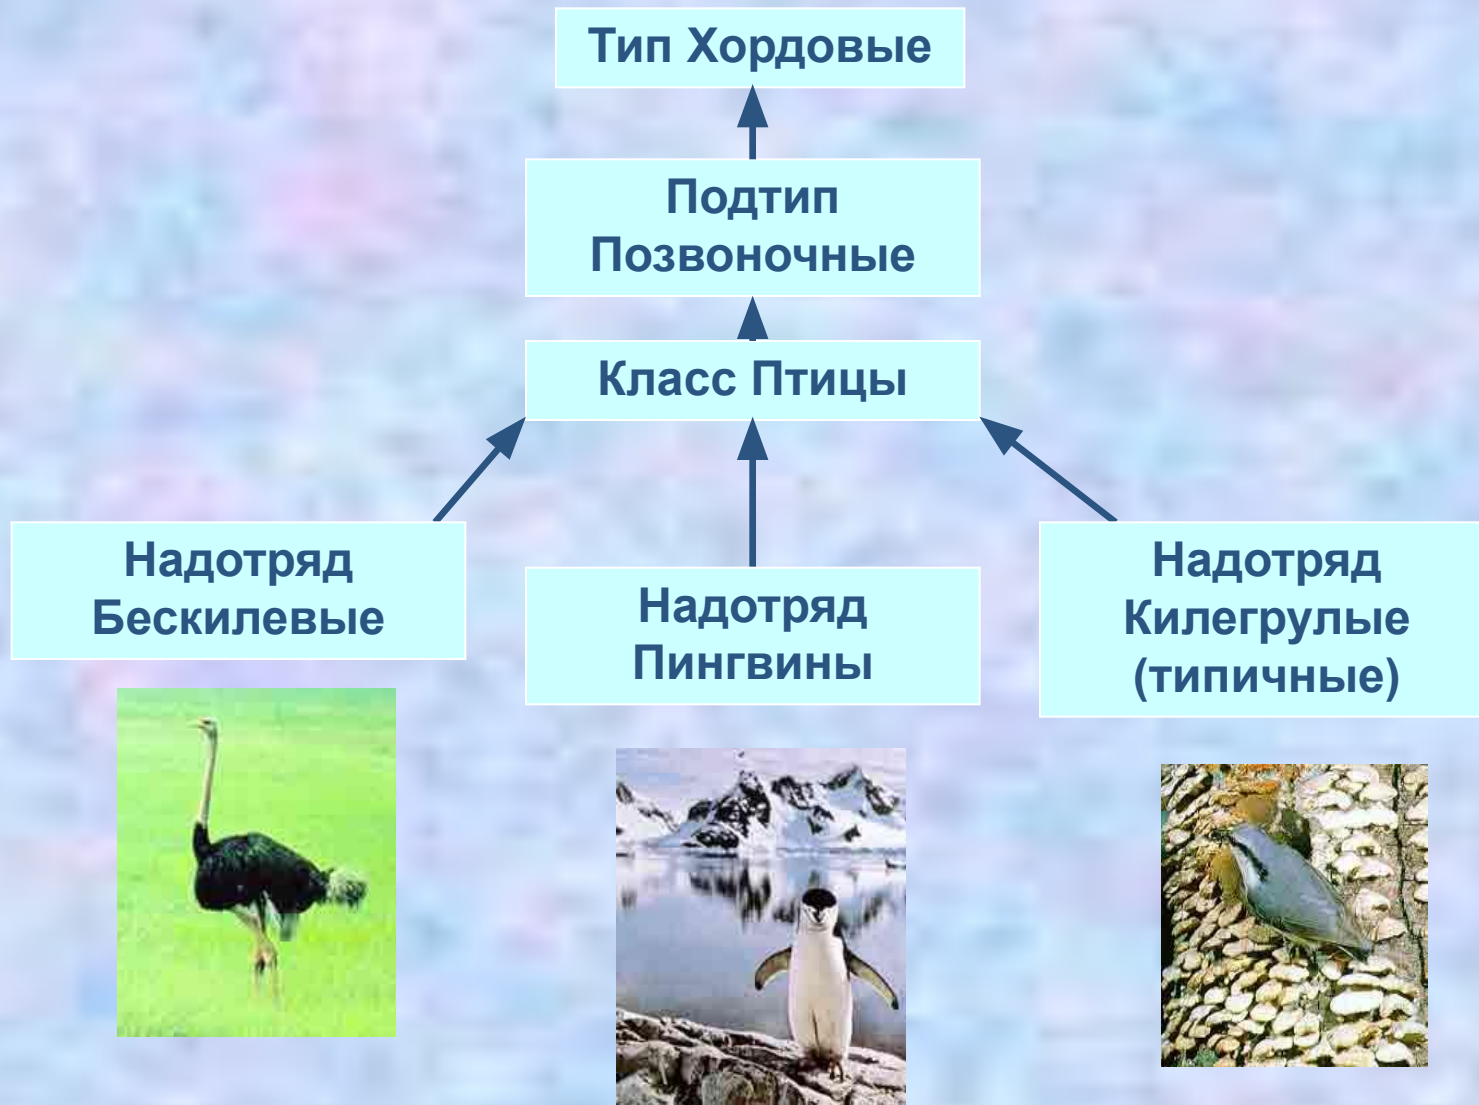 Тип Хордовые
Подтип
Позвоночные
Класс Птицы
Надотряд
Бескилевые
Надотряд
Пингвины
Надотряд
Килегрулые
(типичные)